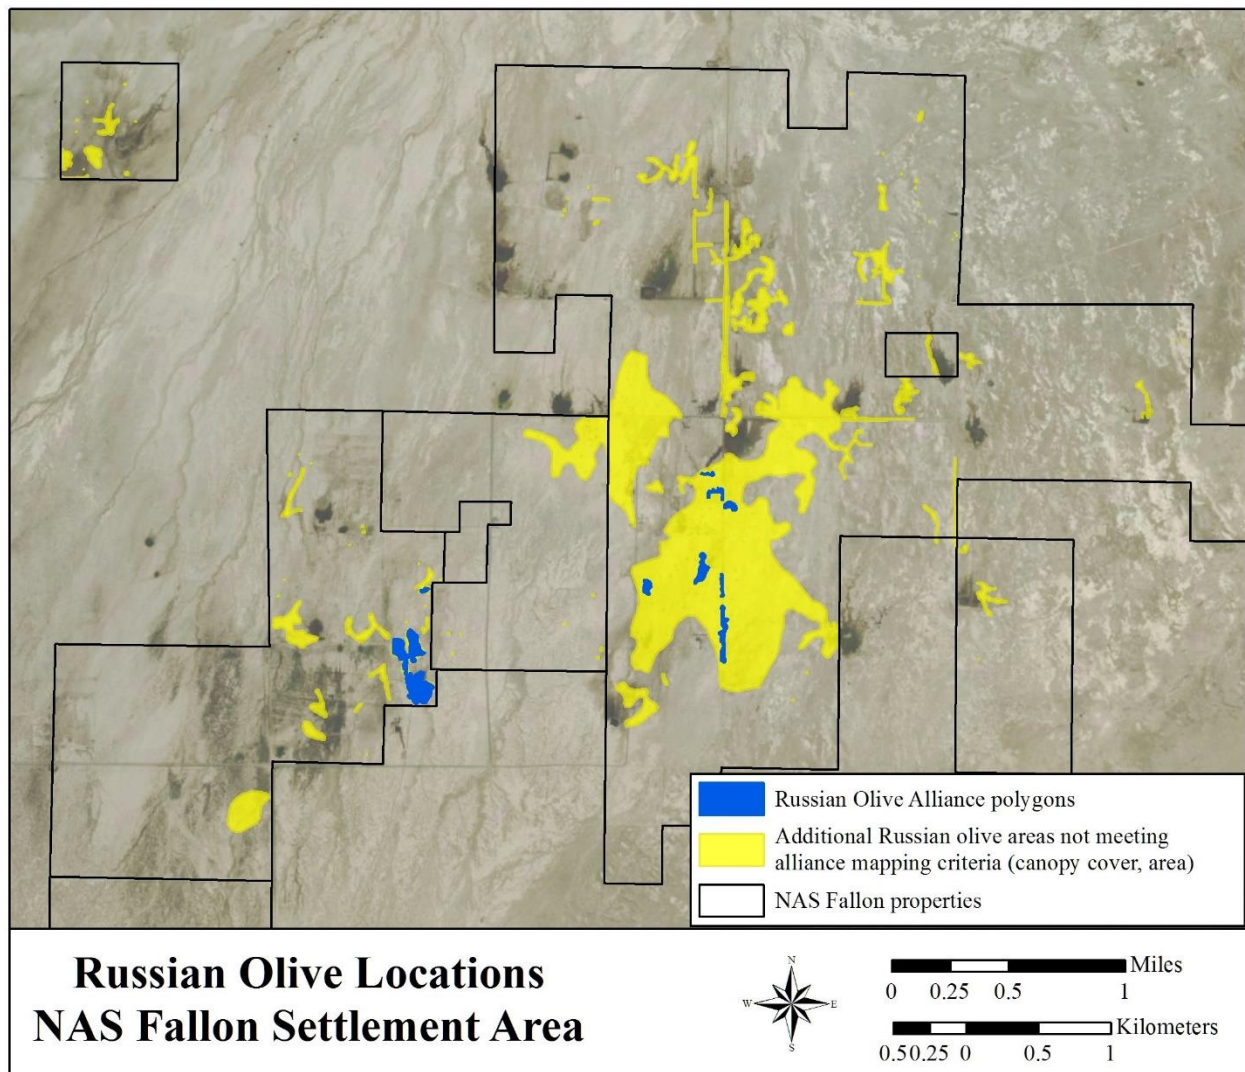 Russian Olive Alliance polygons
Additional Russian olive areas not meeting
alliance mapping criteria (canopy cover, area)
NAS Fallon properties
Russian Olive Locations
NAS Fallon Settlement Area
N
W E
S
Miles
0 0.25 0.5 1
Kilometers
0.5 0.25 0 0.5 1